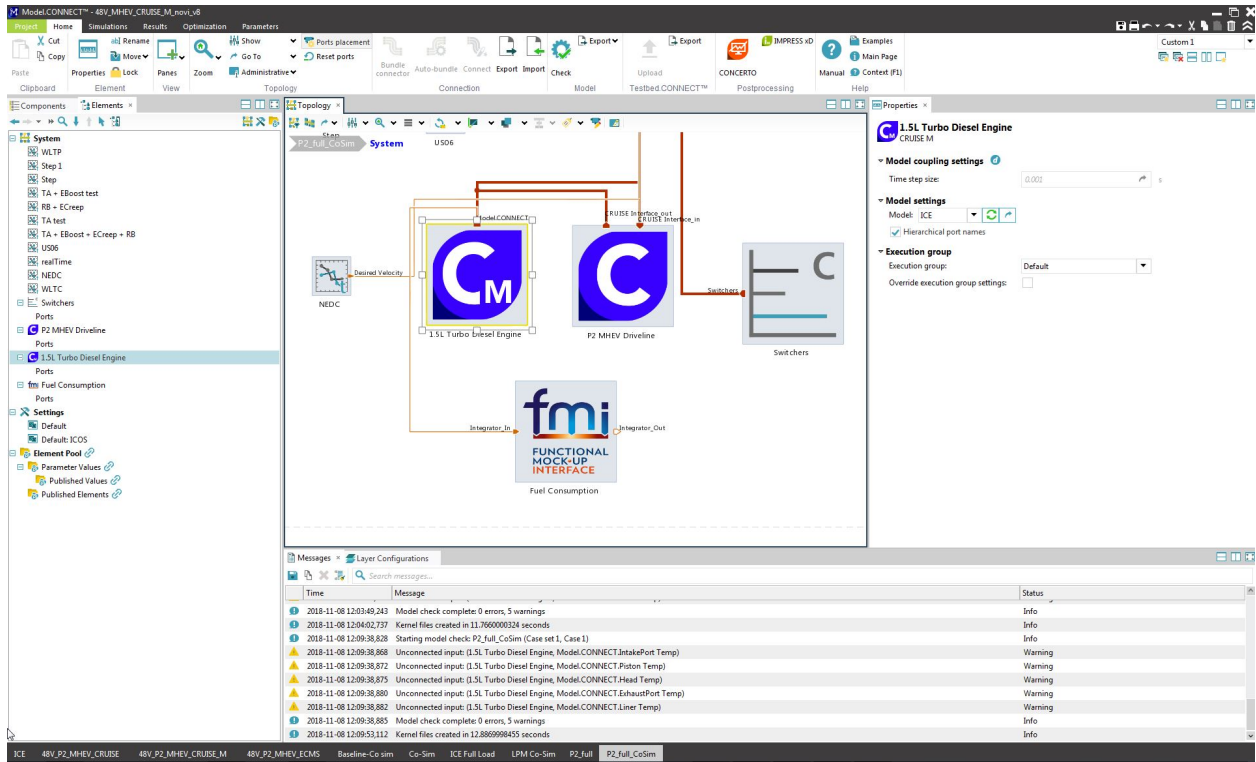 Model.CONNECT™ - 48V_MHEV_CRUISE_M_novi_v8
Project Home Simulations Results Optimization Parameters
Cut
Copy
Paste
Clipboard
Properties
abl Rename
Move
Lock
Element
Panes
Zoom
View
Show
Go To
Administrative
Ports placement
Reset ports
Topology
Bundle connector
Auto-bundle
Connect
Export
Import
Connection
Check
Export
Model
Upload
Export
Testbed.CONNECT™
CONCERTO
IMPRESS xD
Postprocessing
Manual
Examples
Main Page
Context (F1)
Help
Custom 1
Components
Elements
System
WLTP
Step 1
Step
TA + EBoost test
RB + ECreep
TA test
TA + EBoost + ECreep + RB
US06
realTime
NEDC
WLTC
Switchers
Ports
P2 MHEV Driveline
Ports
1.5L Turbo Diesel Engine
Ports
fmi Fuel Consumption
Ports
Settings
Default
Default: ICOS
Element Pool
Parameter Values
Published Values
Published Elements
Topology
Step
P2_full_CoSim System
US06
Model.CONNECT
CRUISE Interface_out
CRUISE Interface_in
Desired Velocity
NEDC
CM
1.5L Turbo Diesel Engine
C
P2 MHEV Driveline
Switchers
C
Switchers
Integrator_In
fmi
FUNCTIONAL
MOCK-UP
INTERFACE
Integrator_Out
Fuel Consumption
Properties
1.5L Turbo Diesel Engine
CRUISE M
Model coupling settings
Time step size: 0.001 s
Model settings
Model: ICE
Hierarchical port names
Execution group
Execution group: Default
Override execution group settings:
Messages Layer Configurations
Search messages...
Time Message Status
2018-11-08 12:03:49,243 Model check complete: 0 errors, 5 warnings Info
2018-11-08 12:04:02,737 Kernel files created in 11.7660000324 seconds Info
2018-11-08 12:09:38,828 Starting model check: P2_full_CoSim (Case set 1, Case 1) Info
2018-11-08 12:09:38,868 Unconnected input: (1.5L Turbo Diesel Engine, Model.CONNECT.IntakePort Temp) Warning
2018-11-08 12:09:38,872 Unconnected input: (1.5L Turbo Diesel Engine, Model.CONNECT.Piston Temp) Warning
2018-11-08 12:09:38,875 Unconnected input: (1.5L Turbo Diesel Engine, Model.CONNECT.Head Temp) Warning
2018-11-08 12:09:38,880 Unconnected input: (1.5L Turbo Diesel Engine, Model.CONNECT.ExhaustPort Temp) Warning
2018-11-08 12:09:38,882 Unconnected input: (1.5L Turbo Diesel Engine, Model.CONNECT.Liner Temp) Warning
2018-11-08 12:09:38,885 Model check complete: 0 errors, 5 warnings Info
2018-11-08 12:09:53,112 Kernel files created in 12.8869998455 seconds Info
ICE 48V_P2_MHEV_CRUISE 48V_P2_MHEV_CRUISE_M 48V_P2_MHEV_ECMS Baseline-Co sim Co-Sim ICE Full Load LPM Co-Sim P2_full P2_full_CoSim